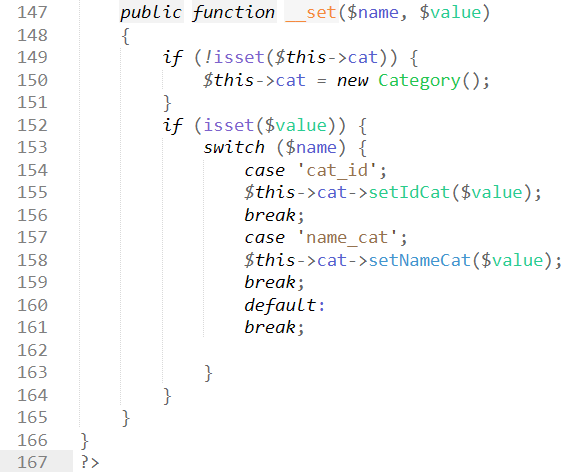 147 public function __set($name, $value)
148 {
149 if (!isset($this->cat)) {
150 $this->cat = new Category();
151 }
152 if (isset($value)) {
153 switch ($name) {
154 case 'cat_id';
155 $this->cat->setIdCat($value);
156 break;
157 case 'name_cat';
158 $this->cat->setNameCat($value);
159 break;
160 default:
161 break;
162
163 }
164 }
165 }
166 }
167 ?>